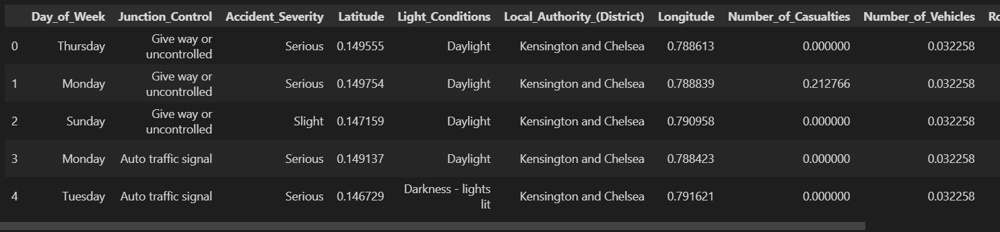 Day_of_Week Junction_Control Accident_Severity Latitude Light_Conditions Local_Authority_(District) Longitude Number_of_Casualties Number_of_Vehicles Ro
0 Thursday Give way or uncontrolled Serious 0.149555 Daylight Kensington and Chelsea 0.788613 0.000000 0.032258
1 Monday Give way or uncontrolled Serious 0.149754 Daylight Kensington and Chelsea 0.788839 0.212766 0.032258
2 Sunday Give way or uncontrolled Slight 0.147159 Daylight Kensington and Chelsea 0.790958 0.000000 0.032258
3 Monday Auto traffic signal Serious 0.149137 Daylight Kensington and Chelsea 0.788423 0.000000 0.032258
4 Tuesday Auto traffic signal Serious 0.146729 Darkness - lights lit Kensington and Chelsea 0.791621 0.000000 0.032258